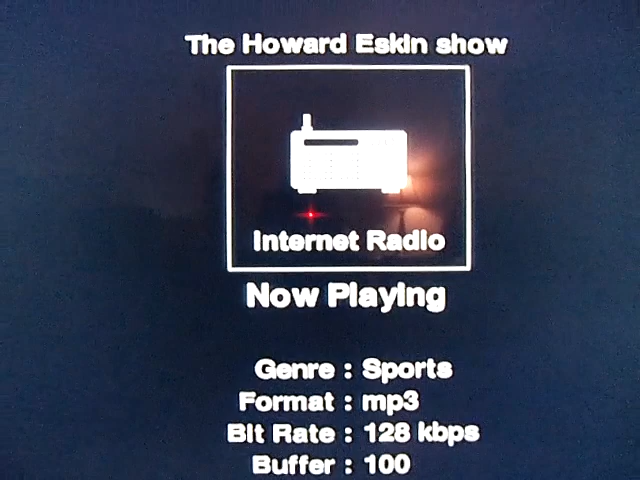 The Howard Eskin show
Internet Radio
Now Playing
Genre : Sports
Format : mp3
Bit Rate : 128 kbps
Buffer : 100